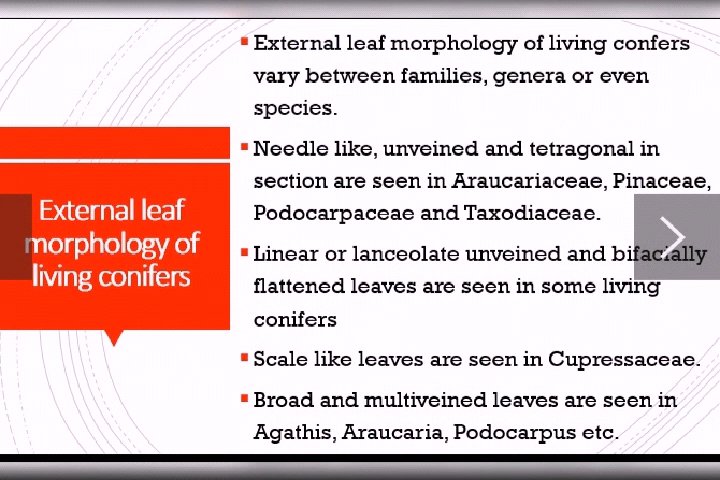 External leaf
morphology of
living conifers
External leaf morphology of living confers
vary between families, genera or even
species.
Needle like, unveined and tetragonal in
section are seen in Araucariaceae, Pinaceae,
Podocarpaceae and Taxodiaceae.
Linear or lanceolate unveined and bifacially
flattened leaves are seen in some living
conifers
Scale like leaves are seen in Cupressaceae.
Broad and multiveined leaves are seen in
Agathis, Araucaria, Podocarpus etc.